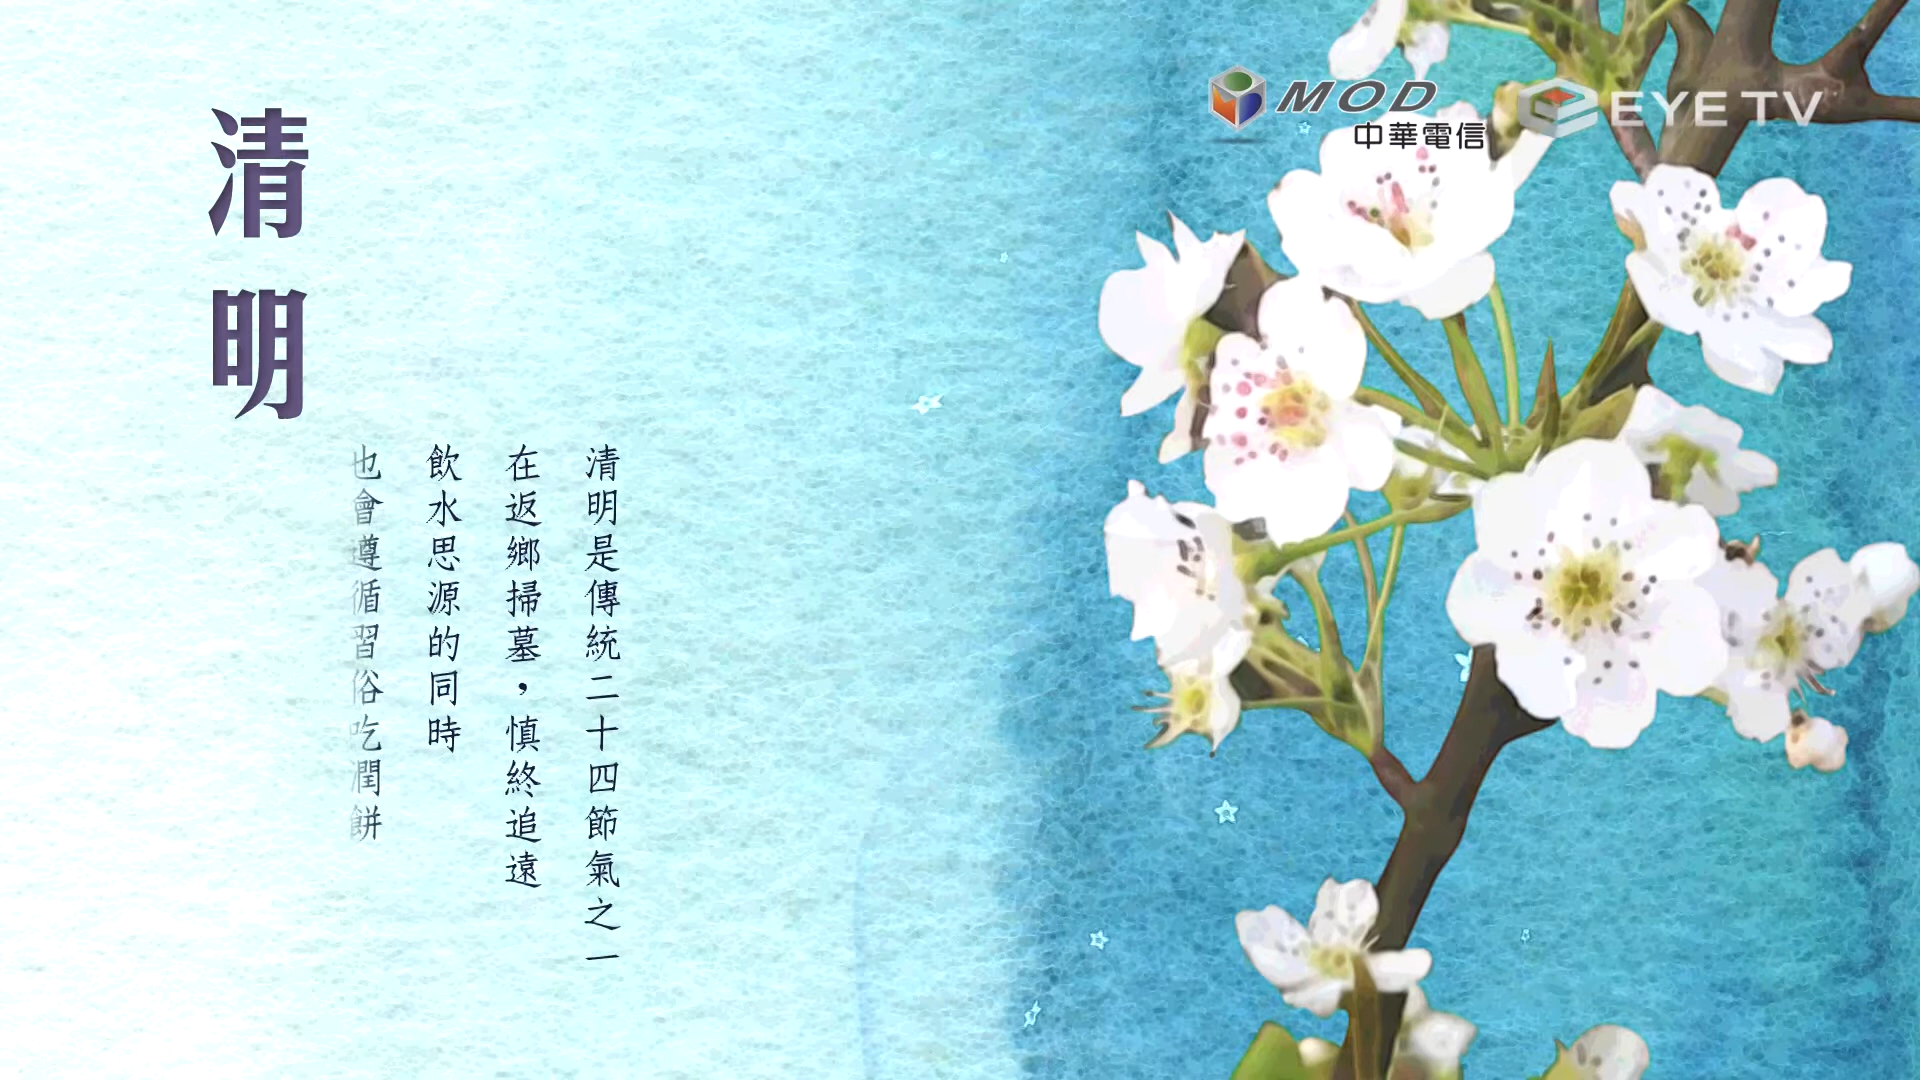 清明
清明是傳統二十四節氣之一
在返鄉掃墓，慎終追遠
飲水思源的同時
也會遵循習俗吃潤餅
MOD
中華電信
EYE TV